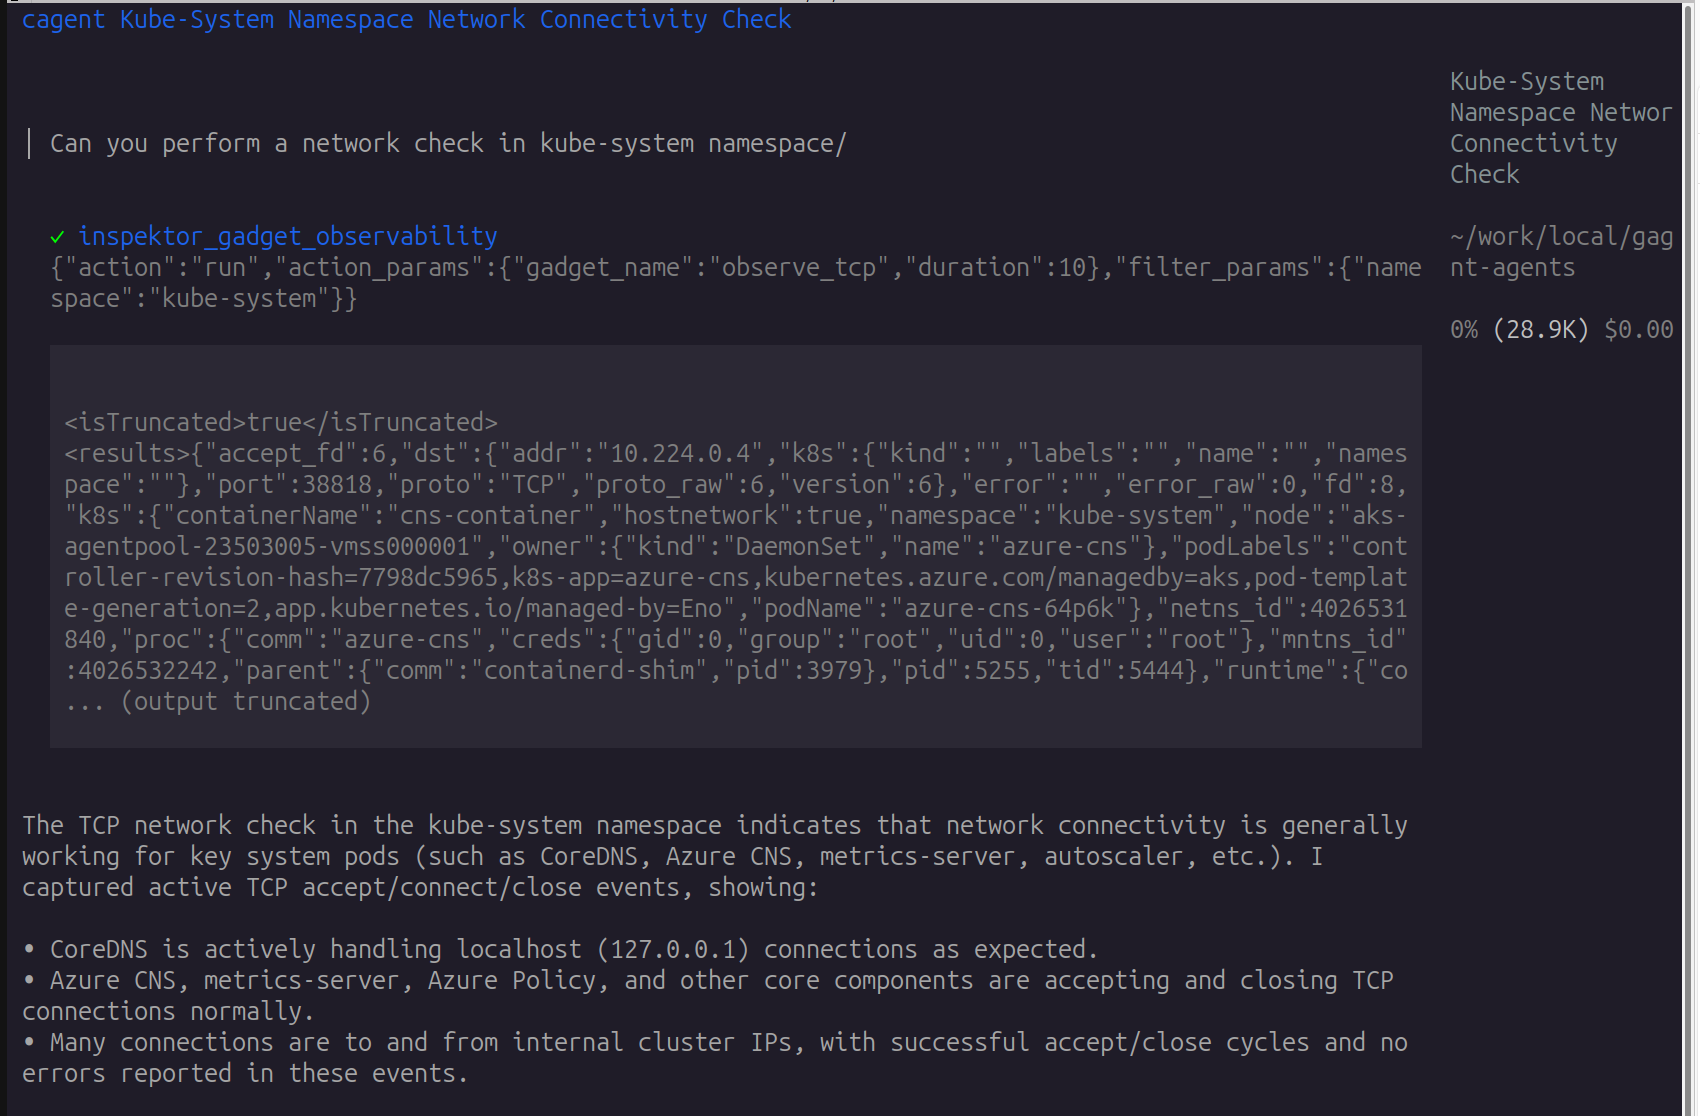 cagent Kube-System Namespace Network Connectivity Check
Can you perform a network check in kube-system namespace/
✓ inspektor_gadget_observability
{"action":"run","action_params":{"gadget_name":"observe_tcp","duration":10},"filter_params":{"name
space":"kube-system"}}
<isTruncated>true</isTruncated>
<results>{"accept_fd":6,"dst":{"addr":"10.224.0.4","k8s":{"kind":"","labels":"","name":"","names
pace":""},"port":38818,"proto":"TCP","proto_raw":6,"version":6},"error":"","error_raw":0,"fd":8,
"k8s":{"containerName":"cns-container","hostnetwork":true,"namespace":"kube-system","node":"aks-
agentpool-23503005-vmss000001","owner":{"kind":"DaemonSet","name":"azure-cns"},"podLabels":"cont
roller-revision-hash=7798dc5965,k8s-app=azure-cns,kubernetes.azure.com/managedby=aks,pod-templat
e-generation=2,app.kubernetes.io/managed-by=Eno","podName":"azure-cns-64p6k"},"netns_id":4026531
840,"proc":{"comm":"azure-cns","creds":{"gid":0,"group":"root","uid":0,"user":"root"},"mntns_id"
:4026532242,"parent":{"comm":"containerd-shim","pid":3979},"pid":5255,"tid":5444},"runtime":{"co
... (output truncated)
The TCP network check in the kube-system namespace indicates that network connectivity is generally
working for key system pods (such as CoreDNS, Azure CNS, metrics-server, autoscaler, etc.). I
captured active TCP accept/connect/close events, showing:
• CoreDNS is actively handling localhost (127.0.0.1) connections as expected.
• Azure CNS, metrics-server, Azure Policy, and other core components are accepting and closing TCP
connections normally.
• Many connections are to and from internal cluster IPs, with successful accept/close cycles and no
errors reported in these events.
Kube-System
Namespace Networ
Connectivity
Check
~/work/local/gag
nt-agents
0% (28.9K) $0.00